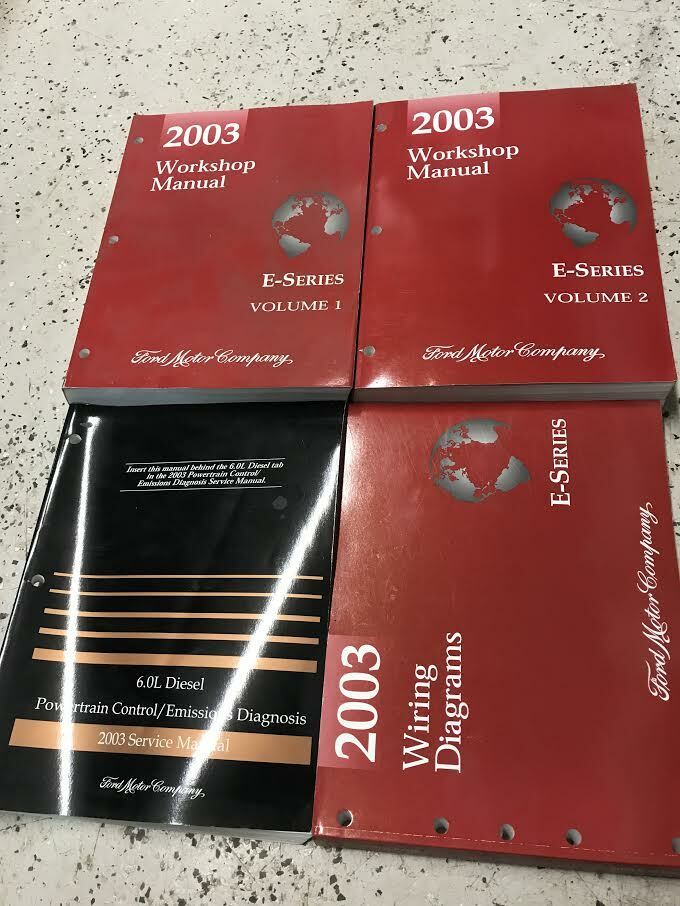 2003
Workshop
Manual
E-SERIES
VOLUME 1
Ford Motor Company,
2003
Workshop
Manual
E-SERIES
VOLUME 2
Ford Motor Company,
Insert this manual behind the 6.0L Diesel tab
in the 2003 Powertrain Control/
Emissions Diagnosis Service Manual.
6.0L Diesel
Powertrain Control/Emissions Diagnosis
2003 Service Manual
Ford Motor Company,
E-SERIES
Ford Motor Company,
2003
Wiring
Diagrams